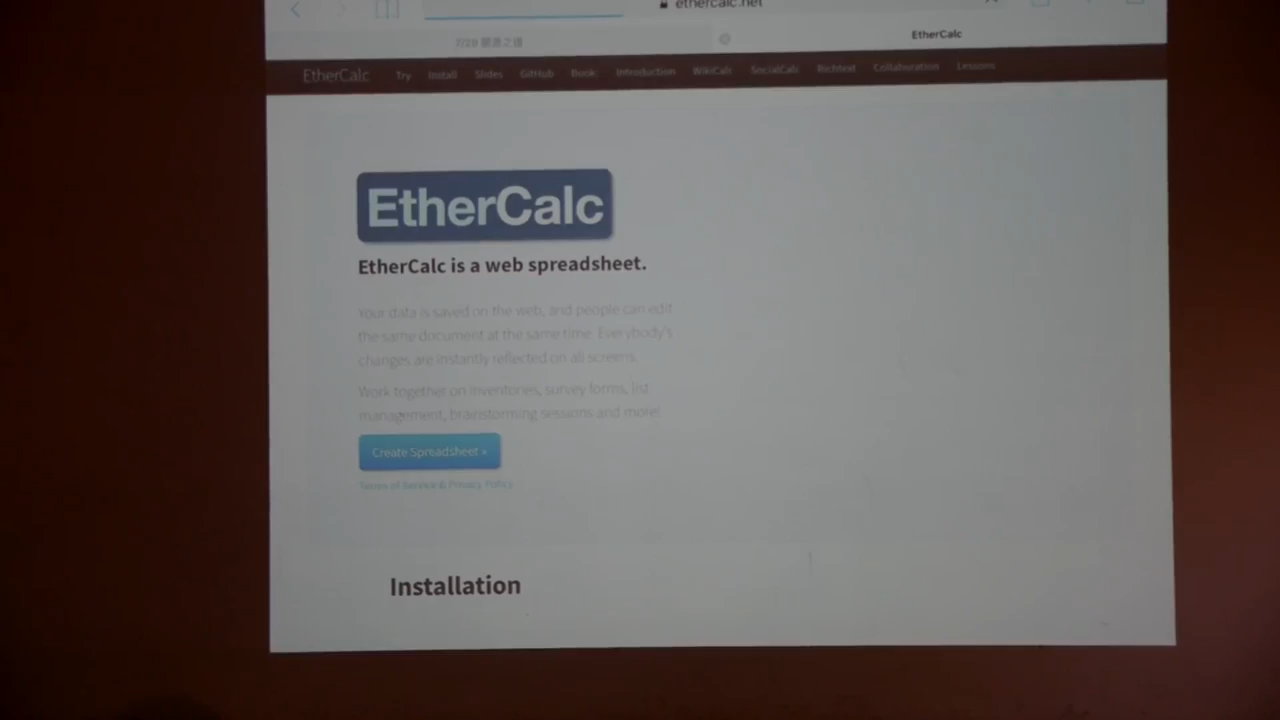 ethercalc.net
7/29
EtherCalc
EtherCalc Try Install Slides GitHub Book: Introduction WikiCalc SocialCalc Richtext Collaboration Lessons
EtherCalc
EtherCalc is a web spreadsheet.
Your data is saved on the web, and people can edit
the same document at the same time. Everybody's
changes are instantly reflected on all screens.
Work together on inventories, survey forms, list
management, brainstorming sessions and more!
Create Spreadsheet »
Terms of Service & Privacy Policy
Installation